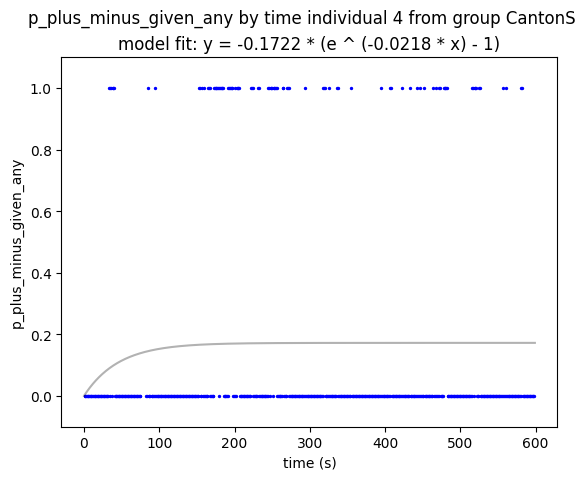 p_plus_minus_given_any by time individual 4 from group CantonS
model fit: y = -0.1722 * (e ^ (-0.0218 * x) - 1)
1.0
0.8
0.6
0.4
0.2
0.0
p_plus_minus_given_any
0 100 200 300 400 500 600
time (s)